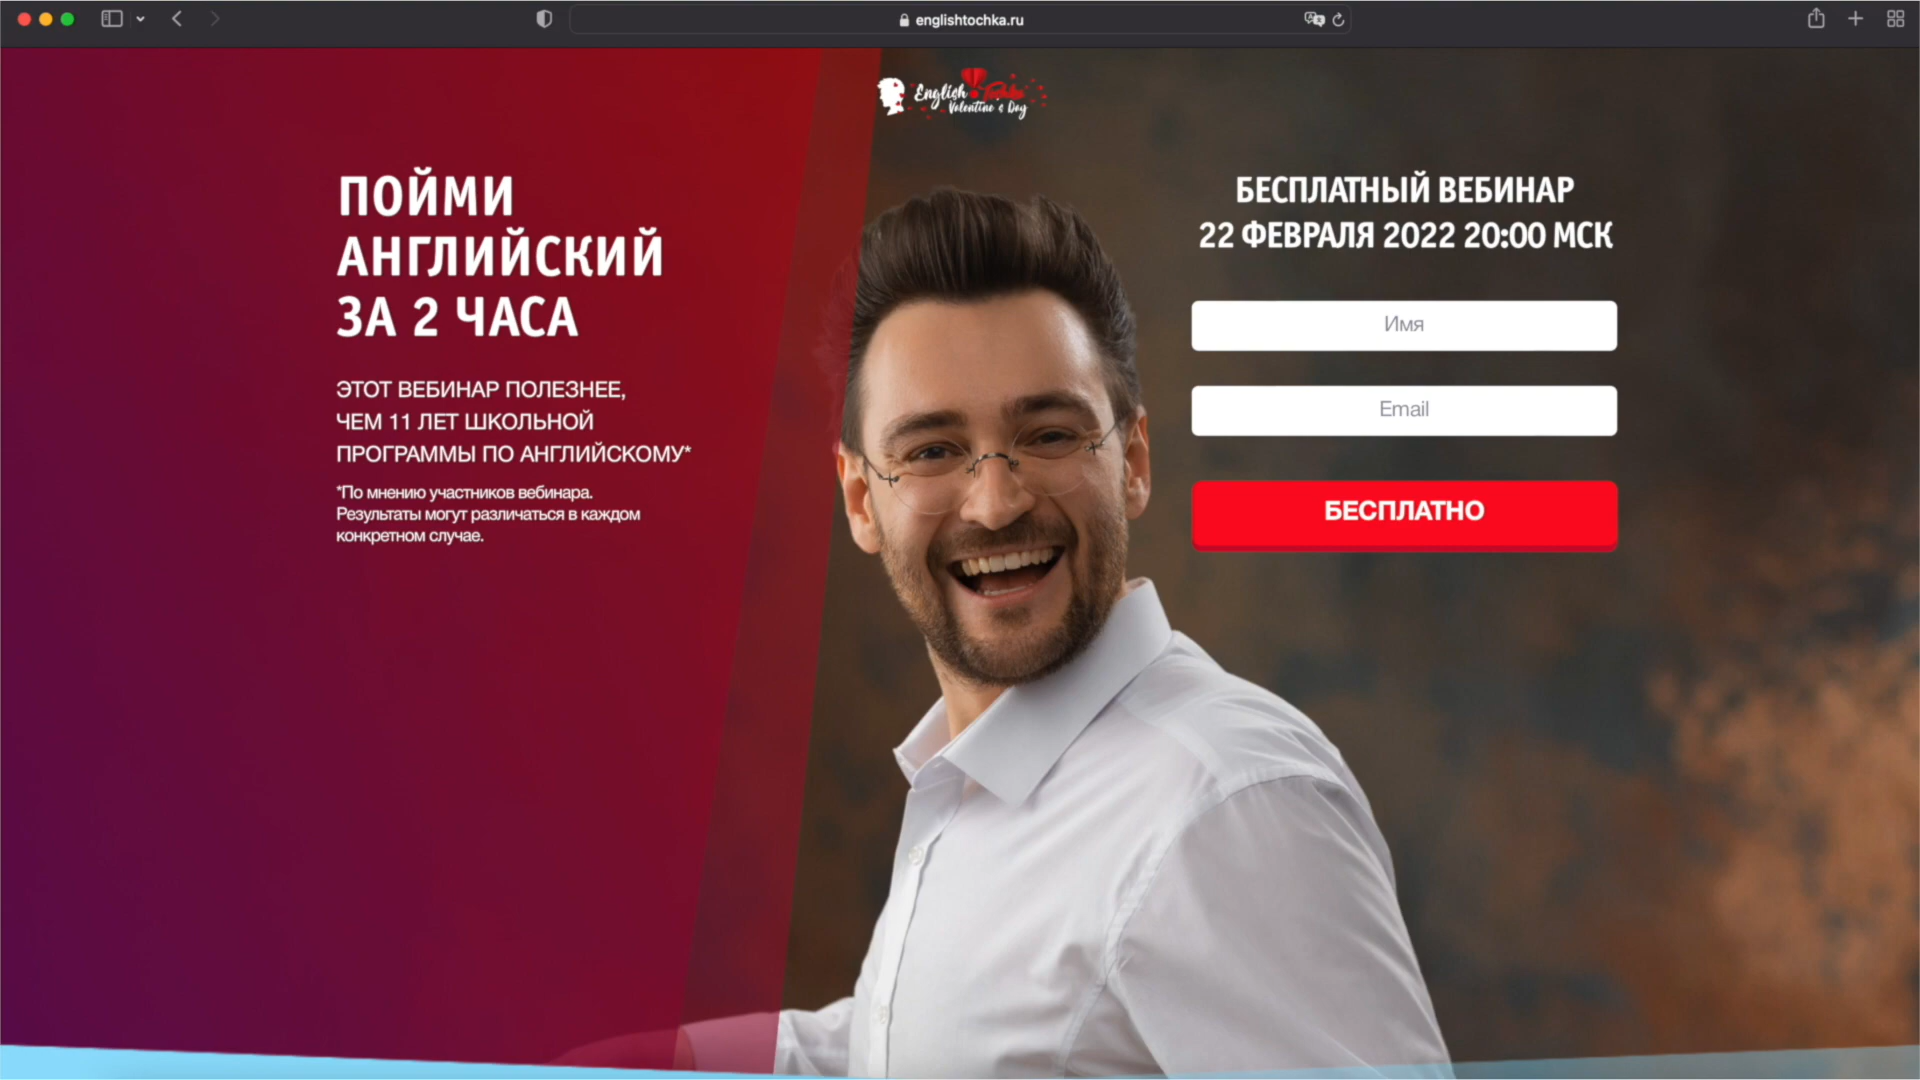 englishtochka.ru
English
Valentine's Day
ПОЙМИ
АНГЛИЙСКИЙ
ЗА 2 ЧАСА
ЭТОТ ВЕБИНАР ПОЛЕЗНЕЕ,
ЧЕМ 11 ЛЕТ ШКОЛЬНОЙ
ПРОГРАММЫ ПО АНГЛИЙСКОМУ*
*По мнению участников вебинара.
Результаты могут различаться в каждом
конкретном случае.
БЕСПЛАТНЫЙ ВЕБИНАР
22 ФЕВРАЛЯ 2022 20:00 МСК
Имя
Email
БЕСПЛАТНО